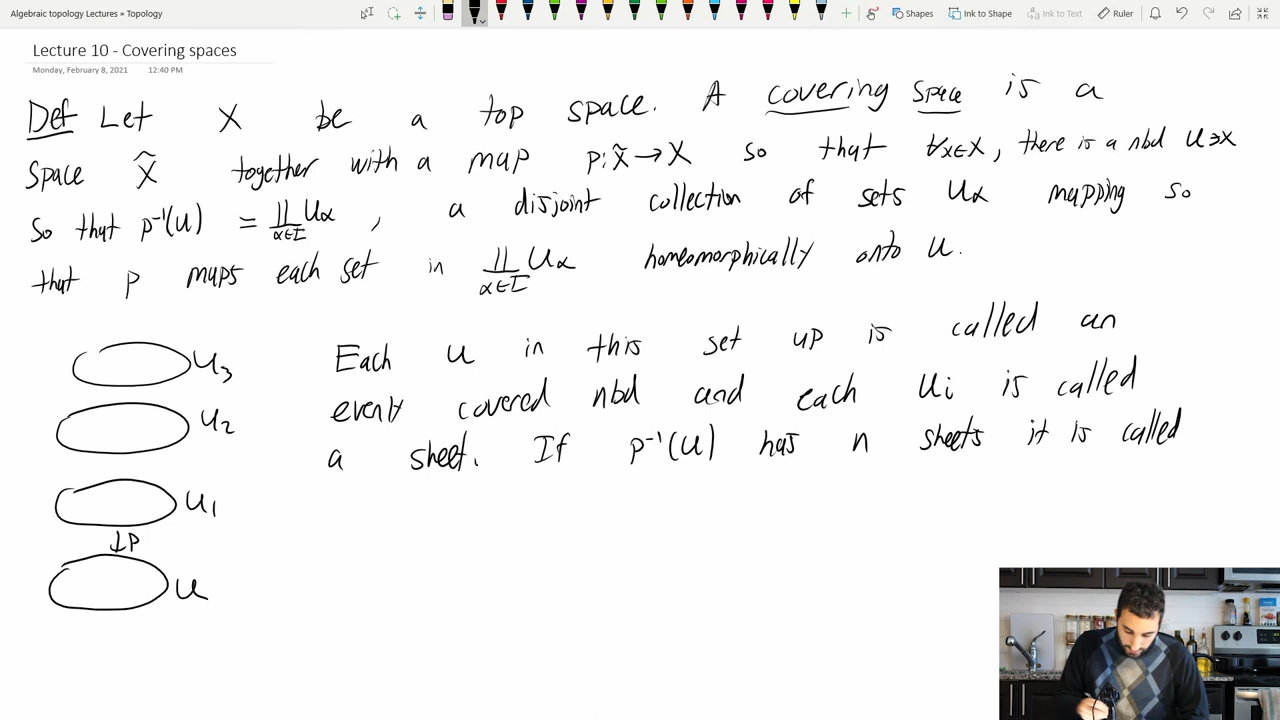 Algebraic topology Lectures » Topology
Shapes
Ink to Shape
Ink to Text
Ruler
Lecture 10 - Covering spaces
Monday, February 8, 2021 12:40 PM
Def Let X be a top space. A covering space is a
space X̃ together with a map p: X̃ → X so that ∀x∈X, there is a nbd U∋x
so that p⁻¹(U) = ∐ Uα, a disjoint collection of sets Uα mapping so
α∈I
that p maps each set in ∐ Uα homeomorphically onto U.
α∈I
Each U in this set up is called an
evenly covered nbd and each Ui is called
a sheet. If p⁻¹(U) has n sheets it is called
U3
U2
U1
↓P
U